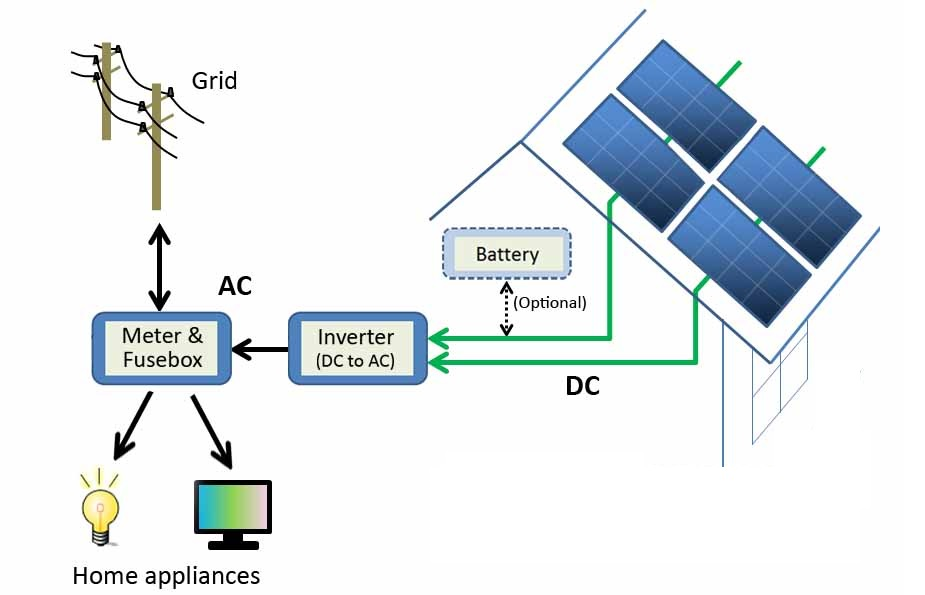 Grid
AC
Battery
(Optional)
Meter &
Fusebox
Inverter
(DC to AC)
DC
Home appliances